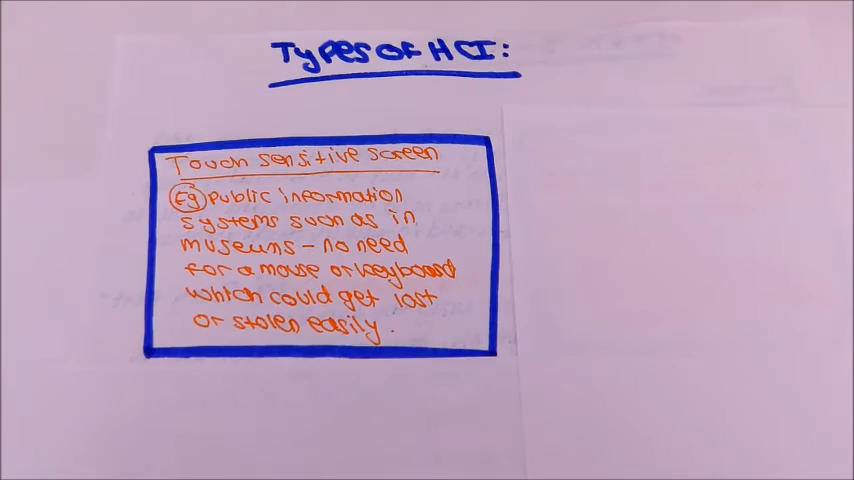 Types of HCI:
Touch sensitive screen
Eg Public information
systems such as in
museums - no need
for a mouse or keyboard
which could get lost
or stolen easily.